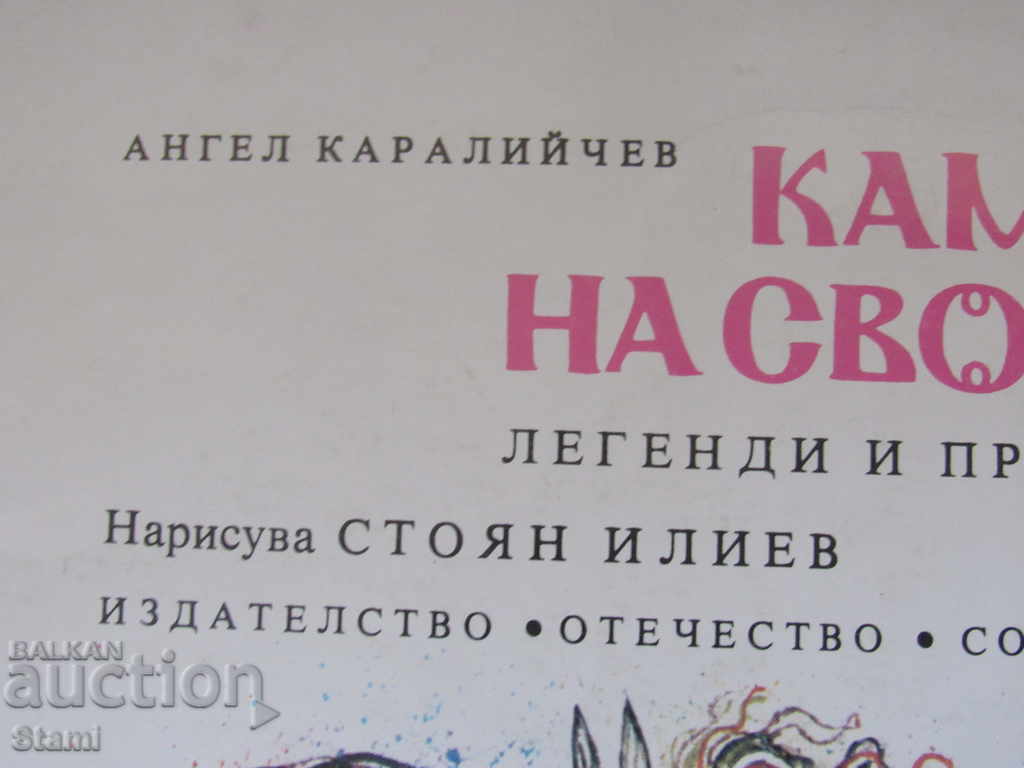 АНГЕЛ КАРАЛИЙЧЕВ
КАМ
НА СВО
ЛЕГЕНДИ И ПР
Нарисува СТОЯН ИЛИЕВ
ИЗДАТЕЛСТВО • ОТЕЧЕСТВО • СО
BALKAN
auction
Stami